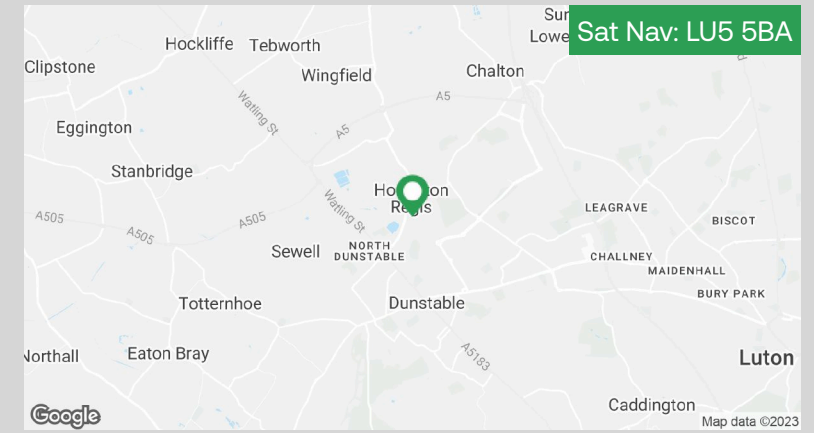 Sat Nav: LU5 5BA
Hockliffe
Tebworth
Clipstone
Wingfield
Chalton
A5
Watling St
A5
Eggington
Stanbridge
Regis
LEAGRAVE
A505
A505
A505
Watling St
BISCOT
Sewell
NORTH
DUNSTABLE
CHALLNEY
MAIDENHALL
BURY PARK
Totternhoe
Dunstable
Northall
Eaton Bray
A5183
Luton
Caddington
Google
Map data ©2023